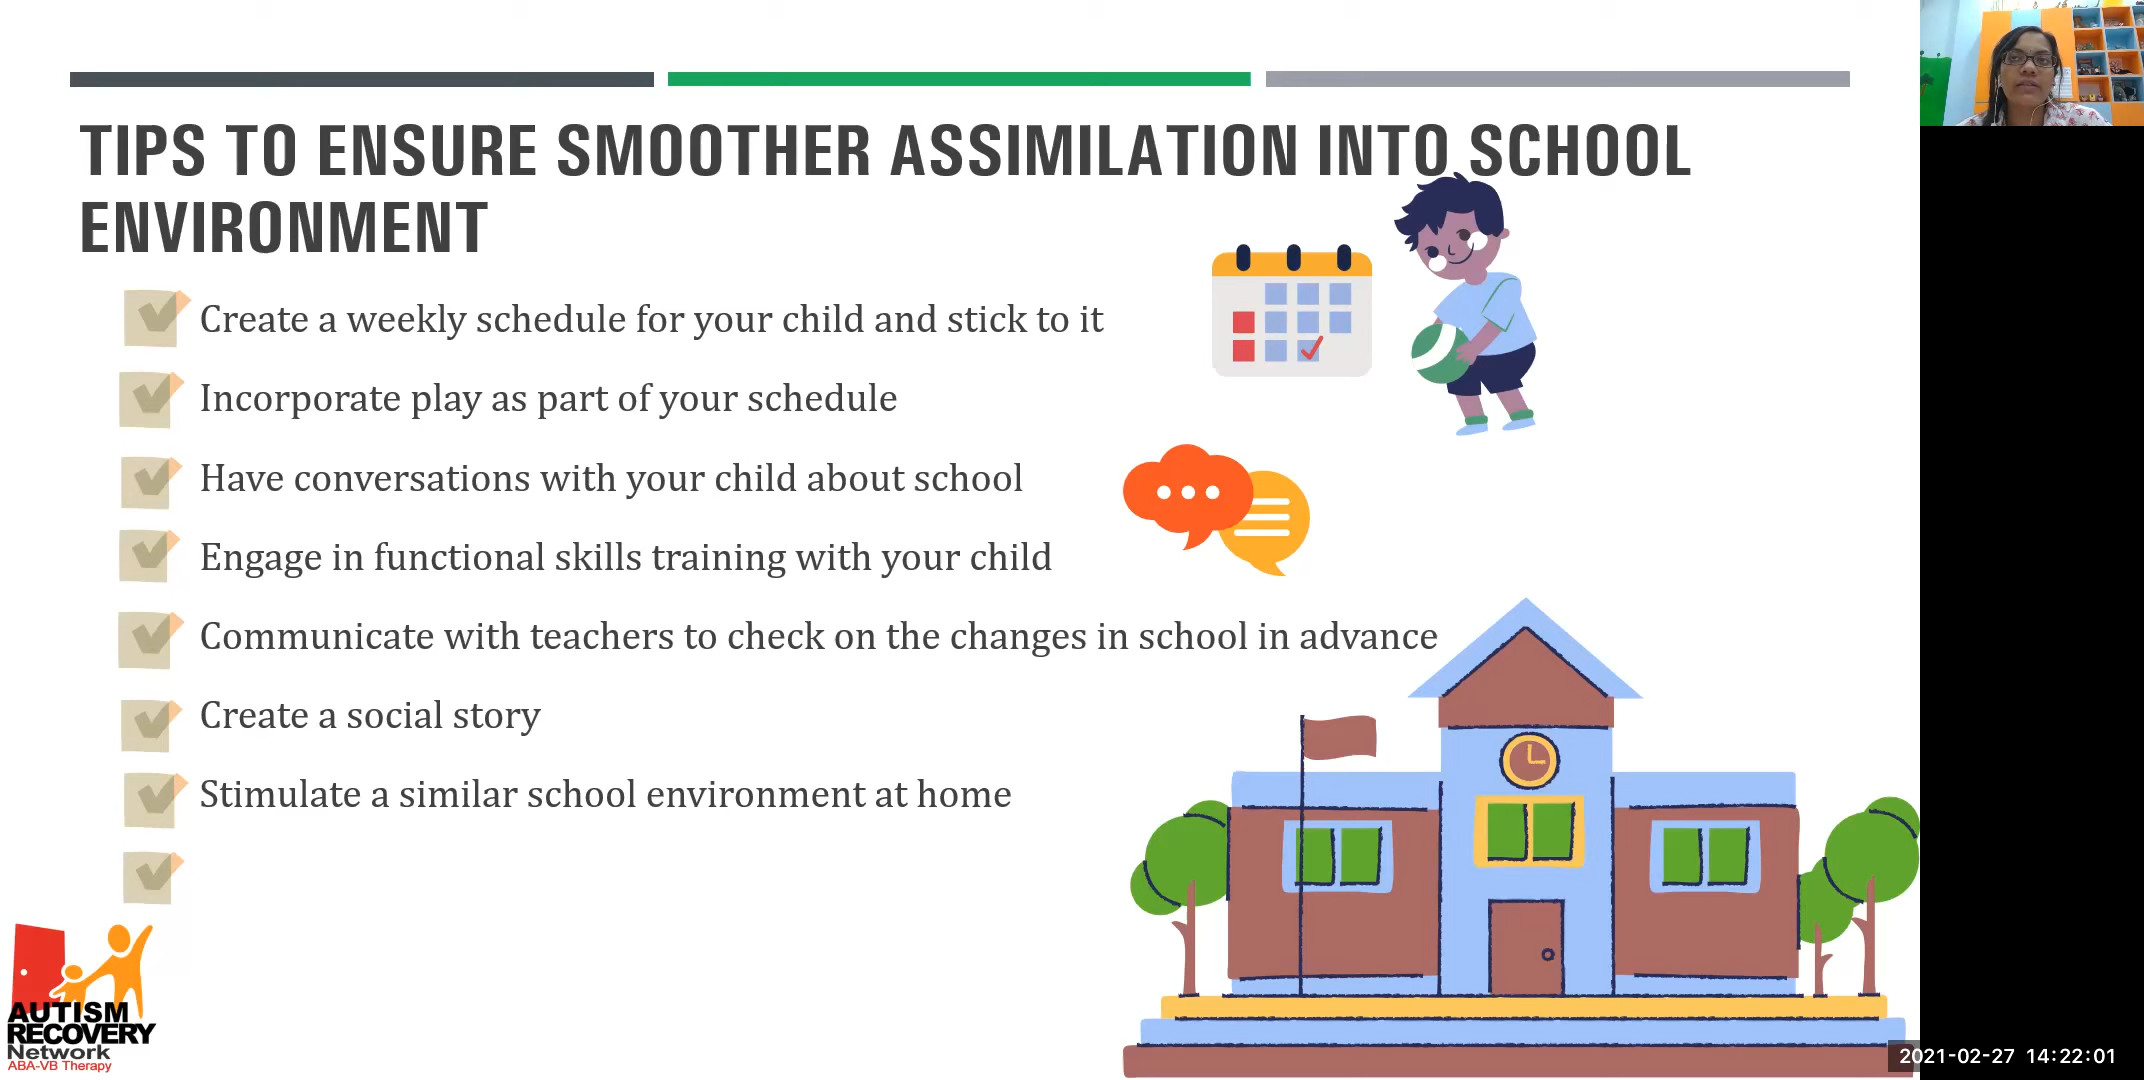 TIPS TO ENSURE SMOOTHER ASSIMILATION INTO SCHOOL
ENVIRONMENT
Create a weekly schedule for your child and stick to it
Incorporate play as part of your schedule
Have conversations with your child about school
Engage in functional skills training with your child
Communicate with teachers to check on the changes in school in advance
Create a social story
Stimulate a similar school environment at home
AUTISM
RECOVERY
Network
ABA-VB Therapy
2021-02-27 14:22:01